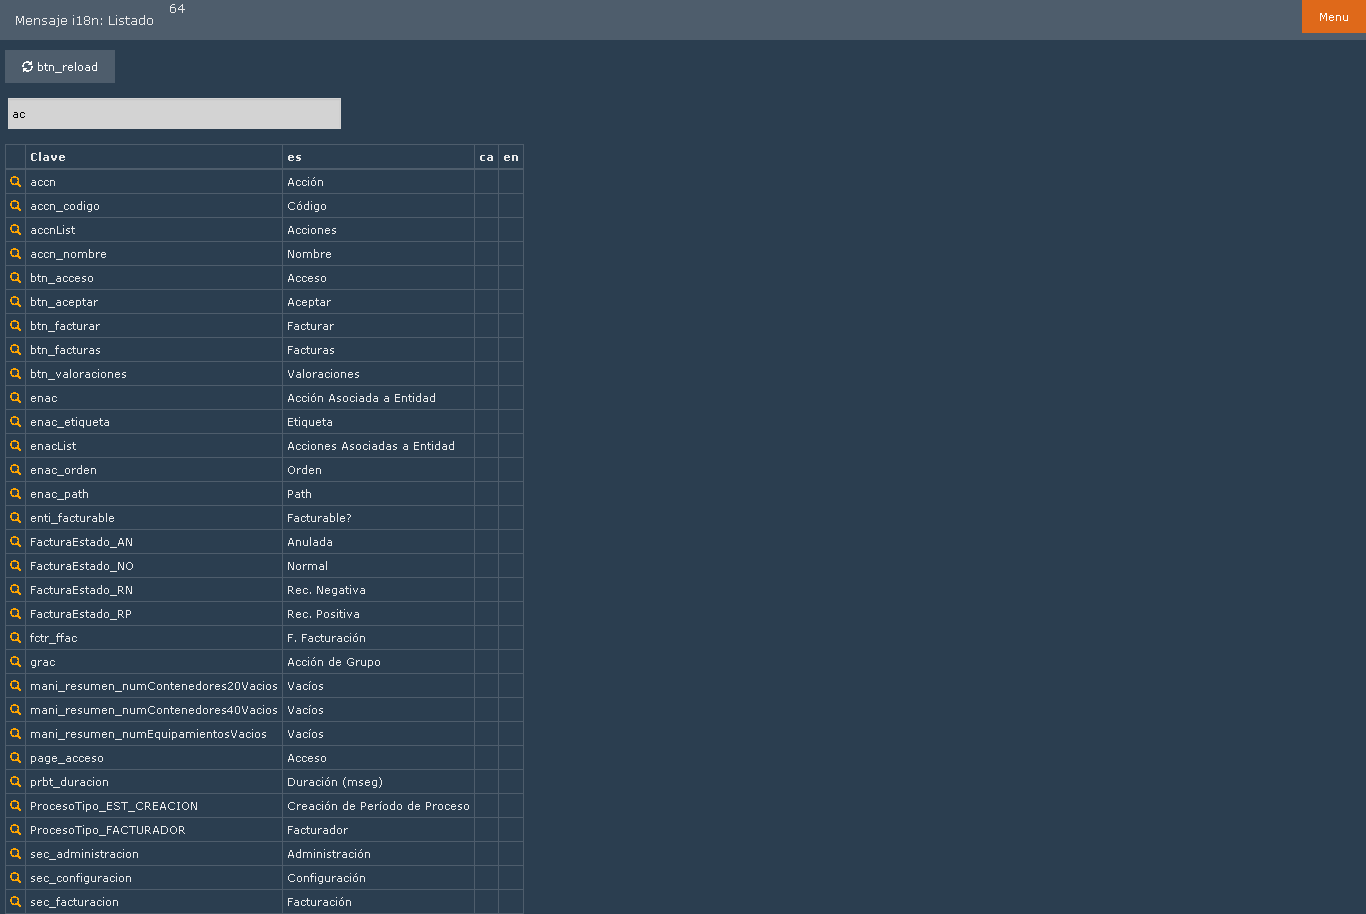 Mensaje i18n: Listado 64 Menu
btn_reload
ac
Clave es ca en
accn Acción
accn_codigo Código
accnList Acciones
accn_nombre Nombre
btn_acceso Acceso
btn_aceptar Aceptar
btn_facturar Facturar
btn_facturas Facturas
btn_valoraciones Valoraciones
enac Acción Asociada a Entidad
enac_etiqueta Etiqueta
enacList Acciones Asociadas a Entidad
enac_orden Orden
enac_path Path
enti_facturable Facturable?
FacturaEstado_AN Anulada
FacturaEstado_NO Normal
FacturaEstado_RN Rec. Negativa
FacturaEstado_RP Rec. Positiva
fctr_ffac F. Facturación
grac Acción de Grupo
mani_resumen_numContenedores20Vacios Vacíos
mani_resumen_numContenedores40Vacios Vacíos
mani_resumen_numEquipamientosVacios Vacíos
page_acceso Acceso
prbt_duracion Duración (mseg)
ProcesoTipo_EST_CREACION Creación de Período de Proceso
ProcesoTipo_FACTURADOR Facturador
sec_administracion Administración
sec_configuracion Configuración
sec_facturacion Facturación